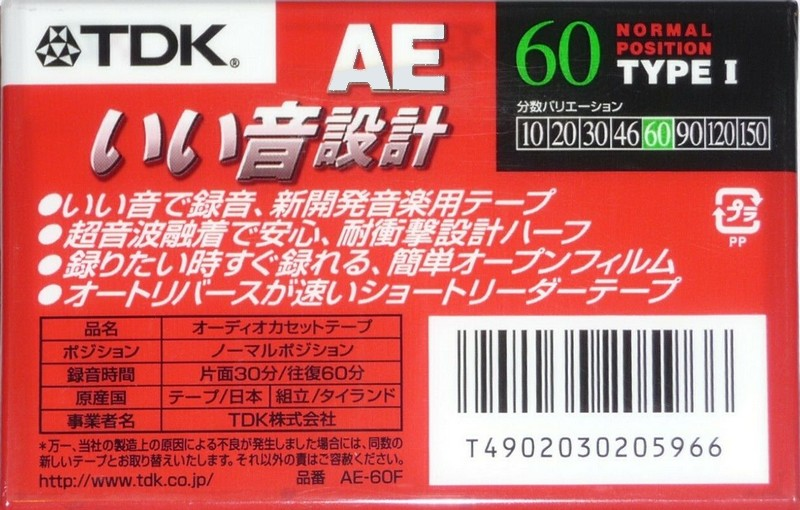 TDK®
AE
60
NORMAL
POSITION
TYPE I
分数バリエーション
10 20 30 46 60 90 120 150
いい音設計
●いい音で録音、新開発音楽用テープ
●超音波融着で安心、耐衝撃設計ハーフ
●録りたい時すぐ録れる、簡単オープンフィルム
●オートリバースが速いショートリーダーテープ
プラ
PP
品名 オーディオカセットテープ
ポジション ノーマルポジション
録音時間 片面30分/往復60分
原産国 テープ/日本 組立/タイランド
事業者名 TDK株式会社
*万一、当社の製造上の原因による不良が発生しました場合には、同数の
新しいテープとお取り替えいたします。それ以外の責はご容赦ください。
http://www.tdk.co.jp/ 品番 AE-60F
T4902030205966